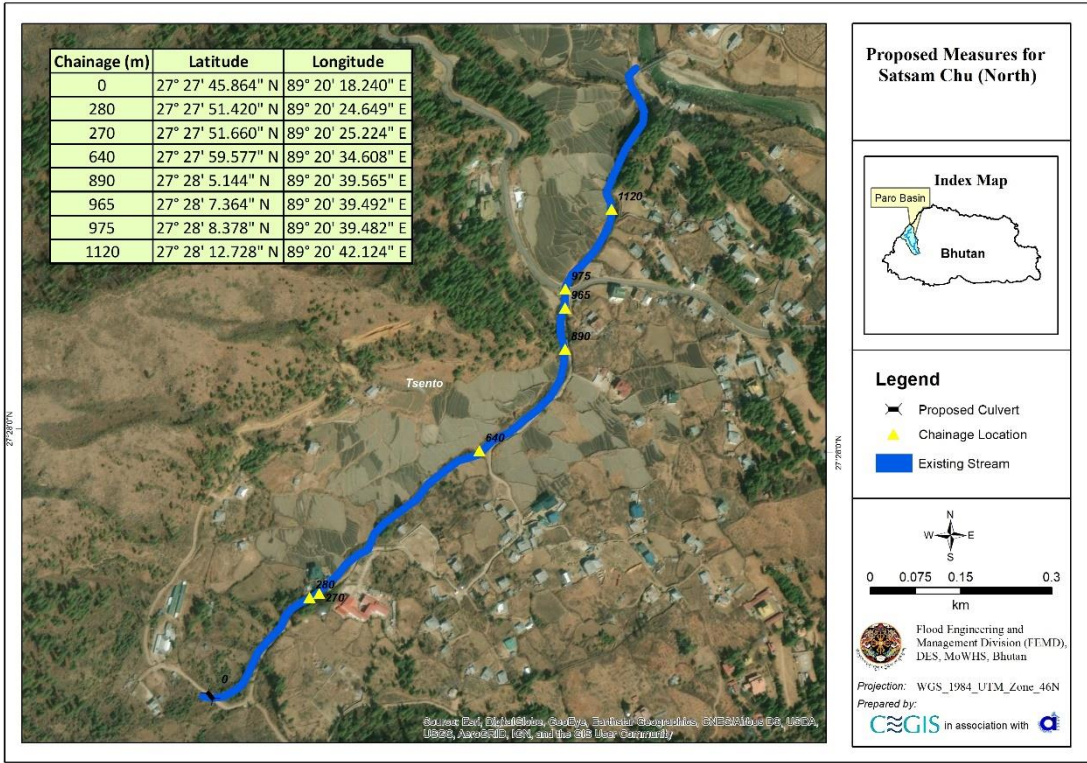 Proposed Measures for
Satsam Chu (North)
Chainage (m) Latitude Longitude
0 27° 27' 45.864" N 89° 20' 18.240" E
280 27° 27' 51.420" N 89° 20' 24.649" E
270 27° 27' 51.660" N 89° 20' 25.224" E
640 27° 27' 59.577" N 89° 20' 34.608" E
890 27° 28' 5.144" N 89° 20' 39.565" E
965 27° 28' 7.364" N 89° 20' 39.492" E
975 27° 28' 8.378" N 89° 20' 39.482" E
1120 27° 28' 12.728" N 89° 20' 42.124" E
1120
975
965
890
Tsento
640
280
270
0
27°28'0"N
27°28'0"N
Source: Esri, DigitalGlobe, GeoEye, Earthstar Geographics, CNES/Airbus DS, USDA,
USGS, AeroGRID, IGN, and the GIS User Community
Index Map
Paro Basin
Bhutan
Legend
Proposed Culvert
Chainage Location
Existing Stream
N
W E
S
0 0.075 0.15 0.3
km
Flood Engineering and
Management Division (FEMD),
DES, MoWHS, Bhutan
Projection: WGS_1984_UTM_Zone_46N
Prepared by:
CEGIS in association with